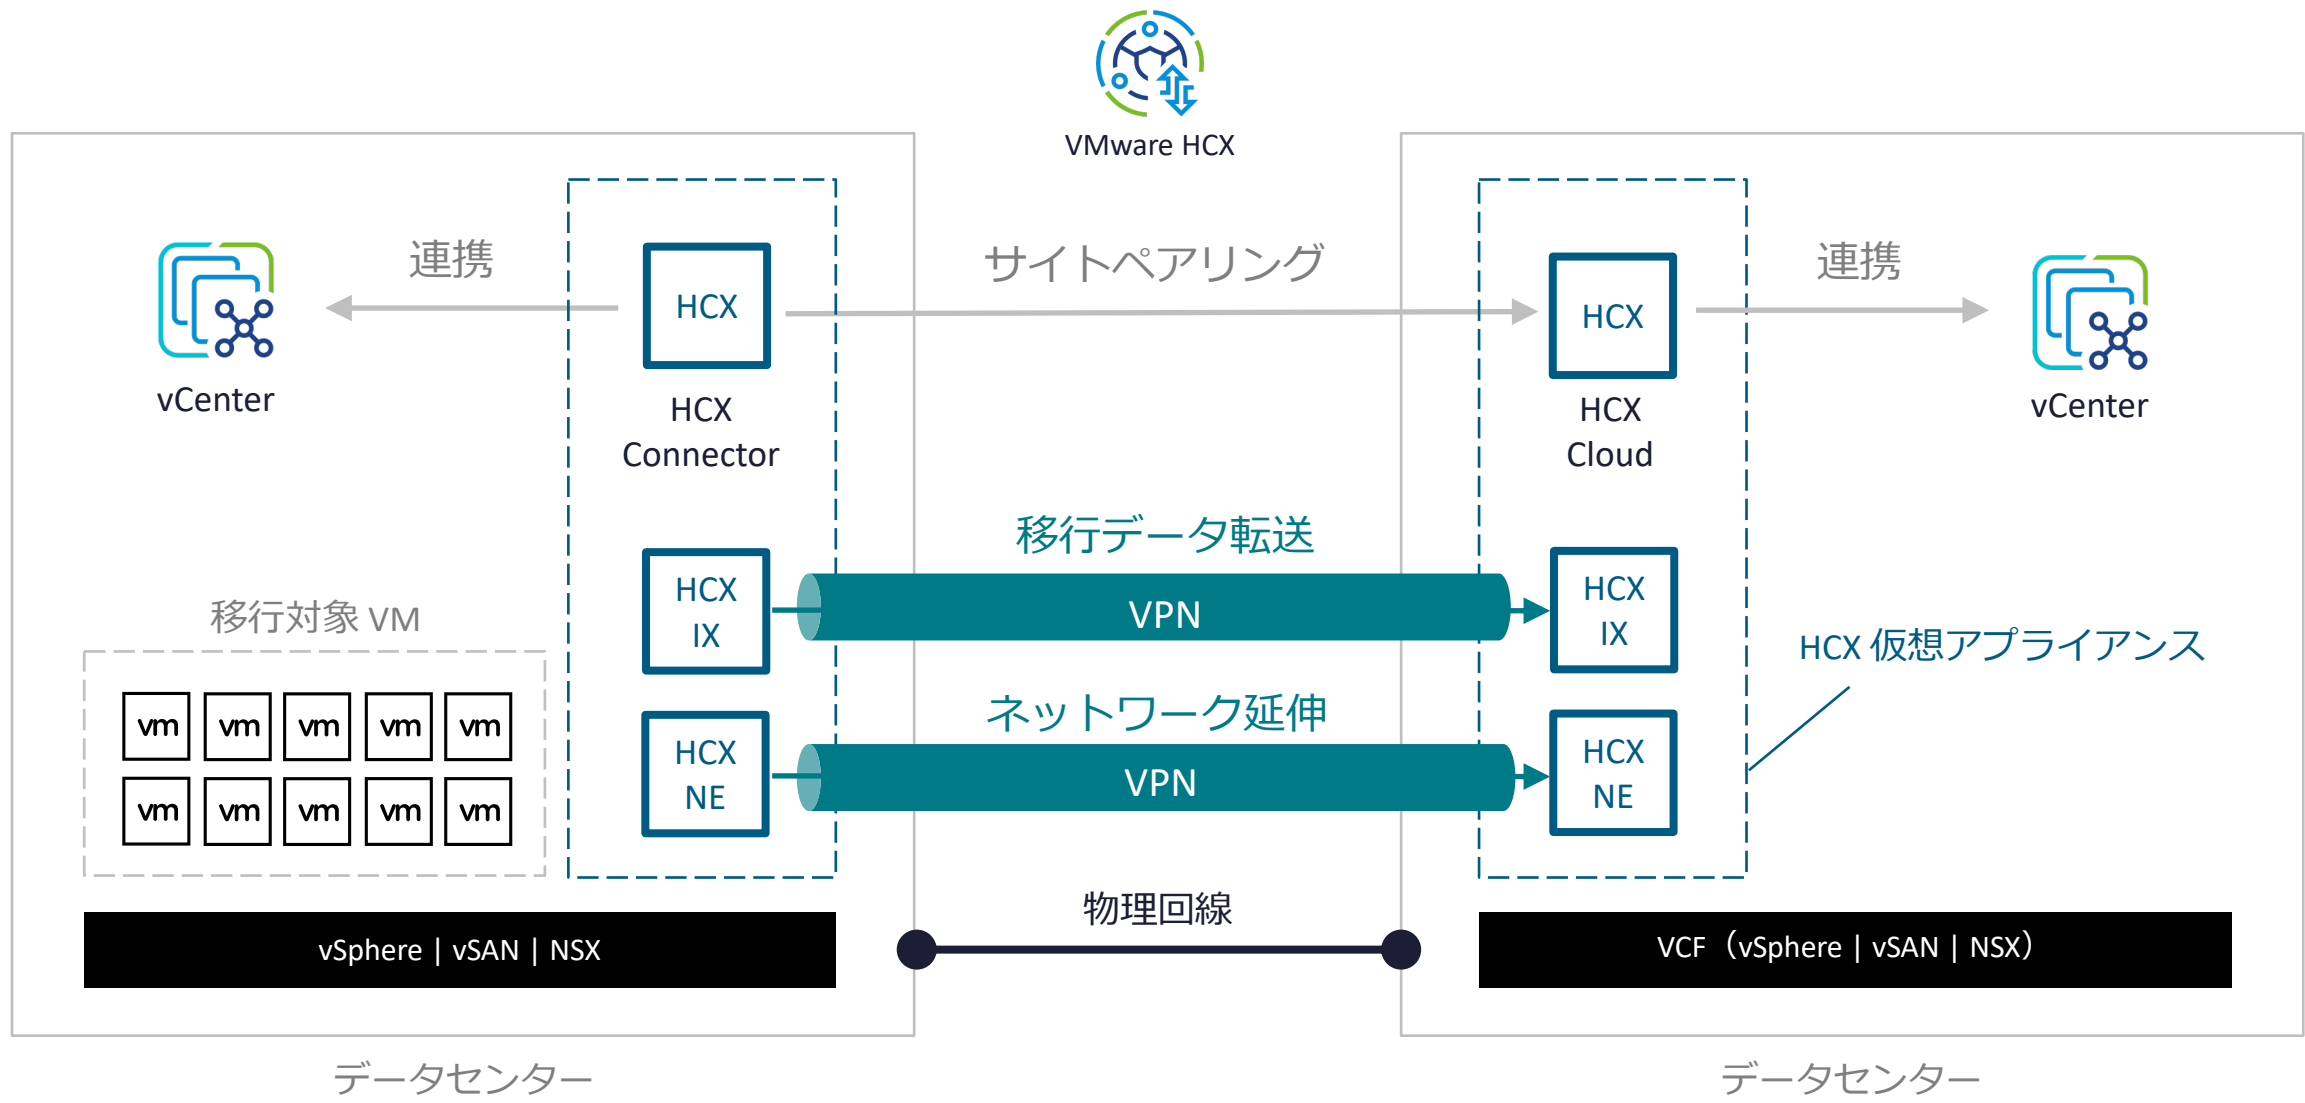 VMware HCX
連携
サイトペアリング
連携
HCX
HCX
vCenter
HCX
Connector
HCX
Cloud
vCenter
移行データ転送
HCX
IX
VPN
HCX
IX
移行対象 VM
HCX 仮想アプライアンス
ネットワーク延伸
vm vm vm vm vm
HCX
NE
VPN
HCX
NE
vm vm vm vm vm
物理回線
vSphere | vSAN | NSX
VCF（vSphere | vSAN | NSX）
データセンター
データセンター